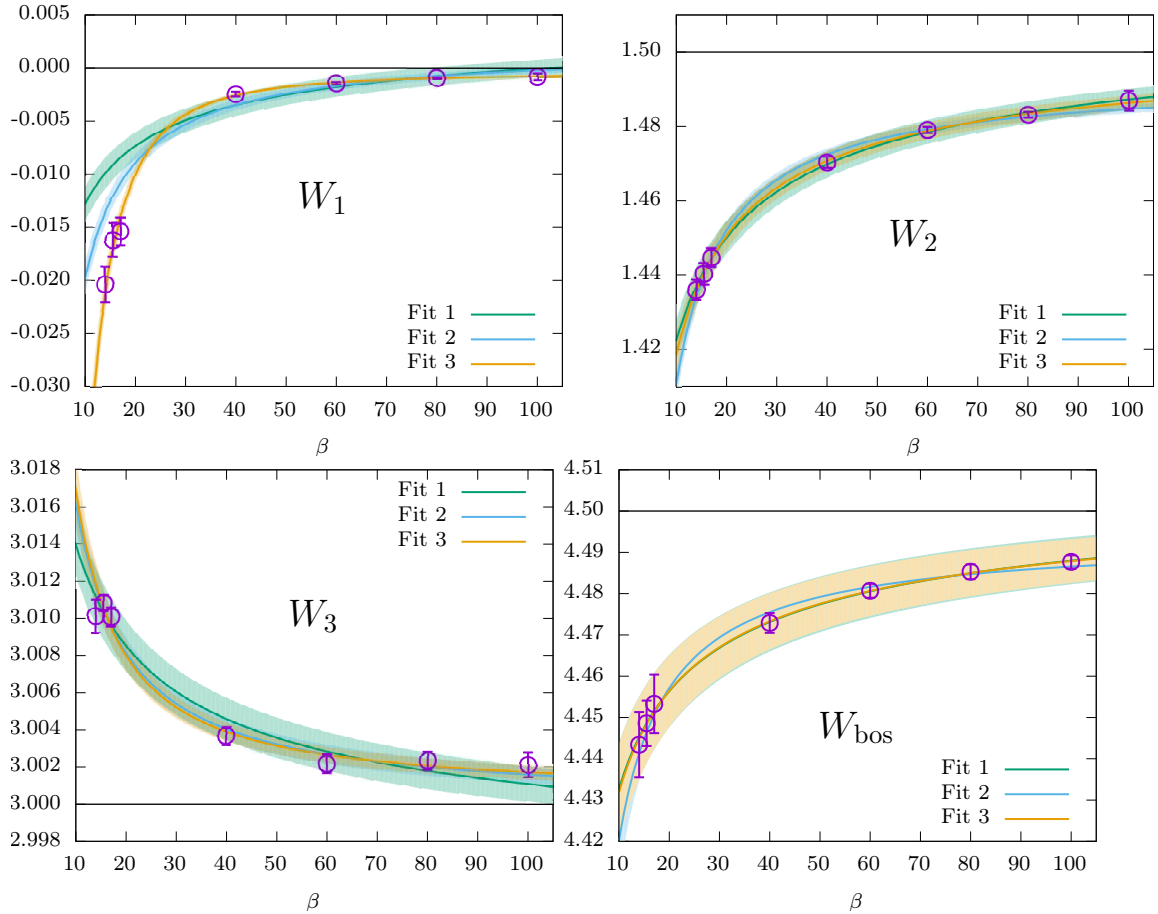 0.005
0.000
-0.005
-0.010
-0.015
-0.020
-0.025
-0.030
W1
Fit 1
Fit 2
Fit 3
10 20 30 40 50 60 70 80 90 100
β
1.50
1.48
1.46
1.44
1.42
W2
Fit 1
Fit 2
Fit 3
10 20 30 40 50 60 70 80 90 100
β
3.018
3.016
3.014
3.012
3.010
3.008
3.006
3.004
3.002
3.000
2.998
Fit 1
Fit 2
Fit 3
W3
10 20 30 40 50 60 70 80 90 100
β
4.51
4.50
4.49
4.48
4.47
4.46
4.45
4.44
4.43
4.42
Wbos
Fit 1
Fit 2
Fit 3
10 20 30 40 50 60 70 80 90 100
β